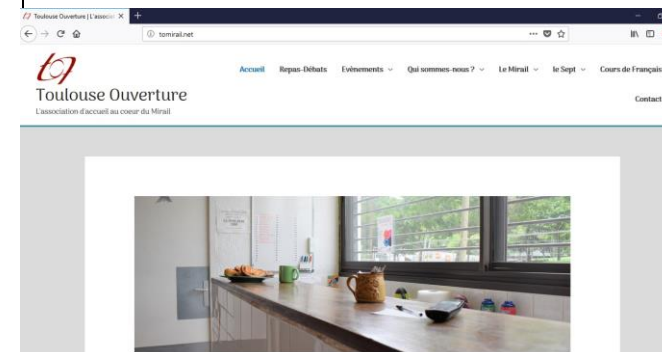 Toulouse Ouverture | L'associ
tomirail.net
Accueil Repas-Débats Evènements Qui sommes-nous ? Le Mirail le Sept Cours de Français
Contact
Toulouse Ouverture
L'association d'accueil au coeur du Mirail